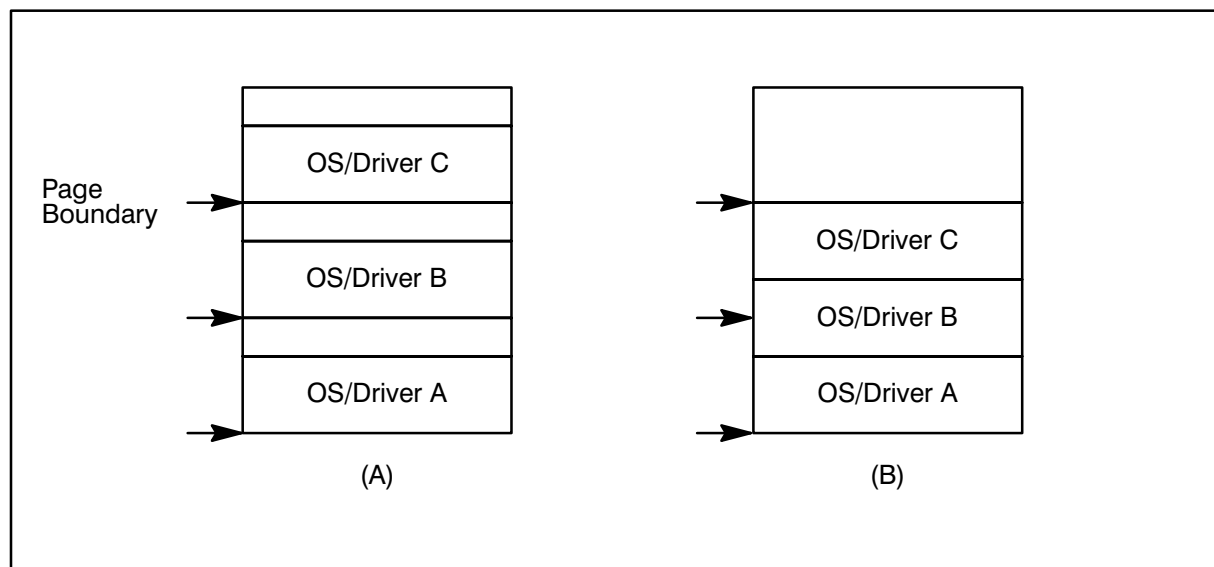 OS/Driver C
Page
Boundary
OS/Driver B
OS/Driver A
(A)
OS/Driver C
OS/Driver B
OS/Driver A
(B)